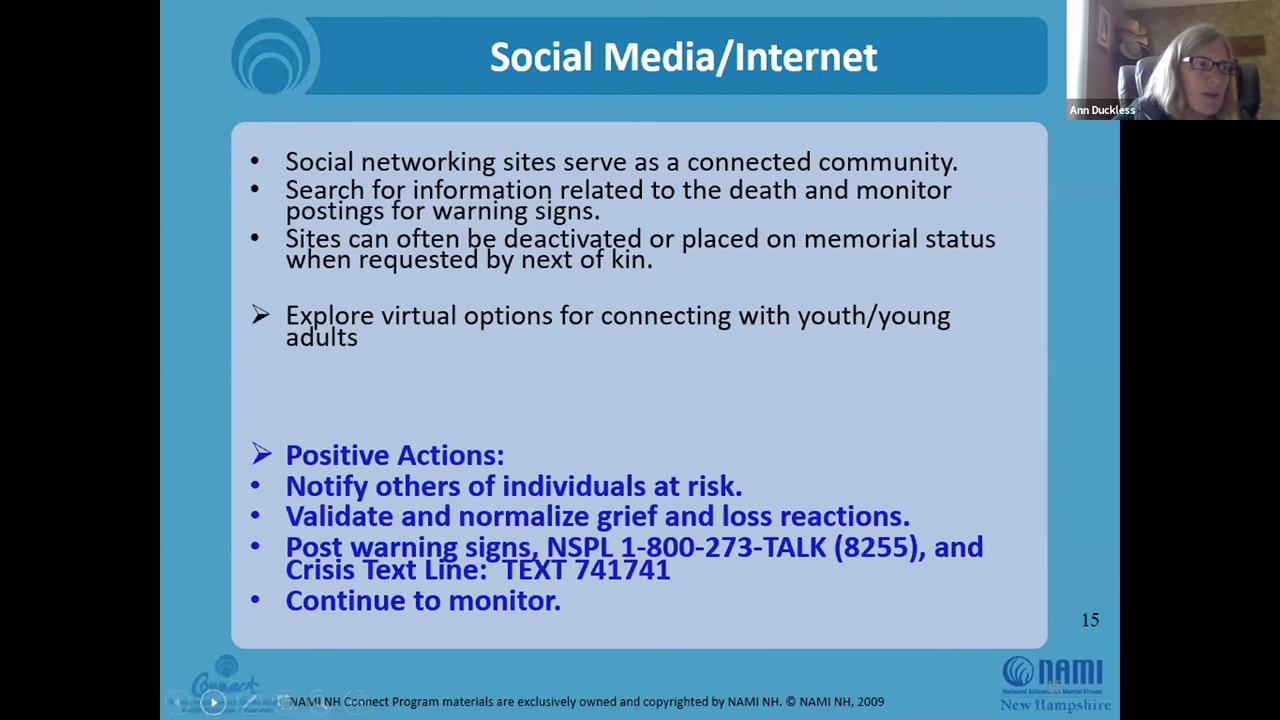 Social Media/Internet
Ann Duckless
• Social networking sites serve as a connected community.
• Search for information related to the death and monitor
postings for warning signs.
• Sites can often be deactivated or placed on memorial status
when requested by next of kin.
➢ Explore virtual options for connecting with youth/young
adults
➢ Positive Actions:
• Notify others of individuals at risk.
• Validate and normalize grief and loss reactions.
• Post warning signs, NSPL 1-800-273-TALK (8255), and
Crisis Text Line: TEXT 741741
• Continue to monitor.
15
Connect
NAMI NH Connect Program materials are exclusively owned and copyrighted by NAMI NH. © NAMI NH, 2009
NAMI
New Hampshire